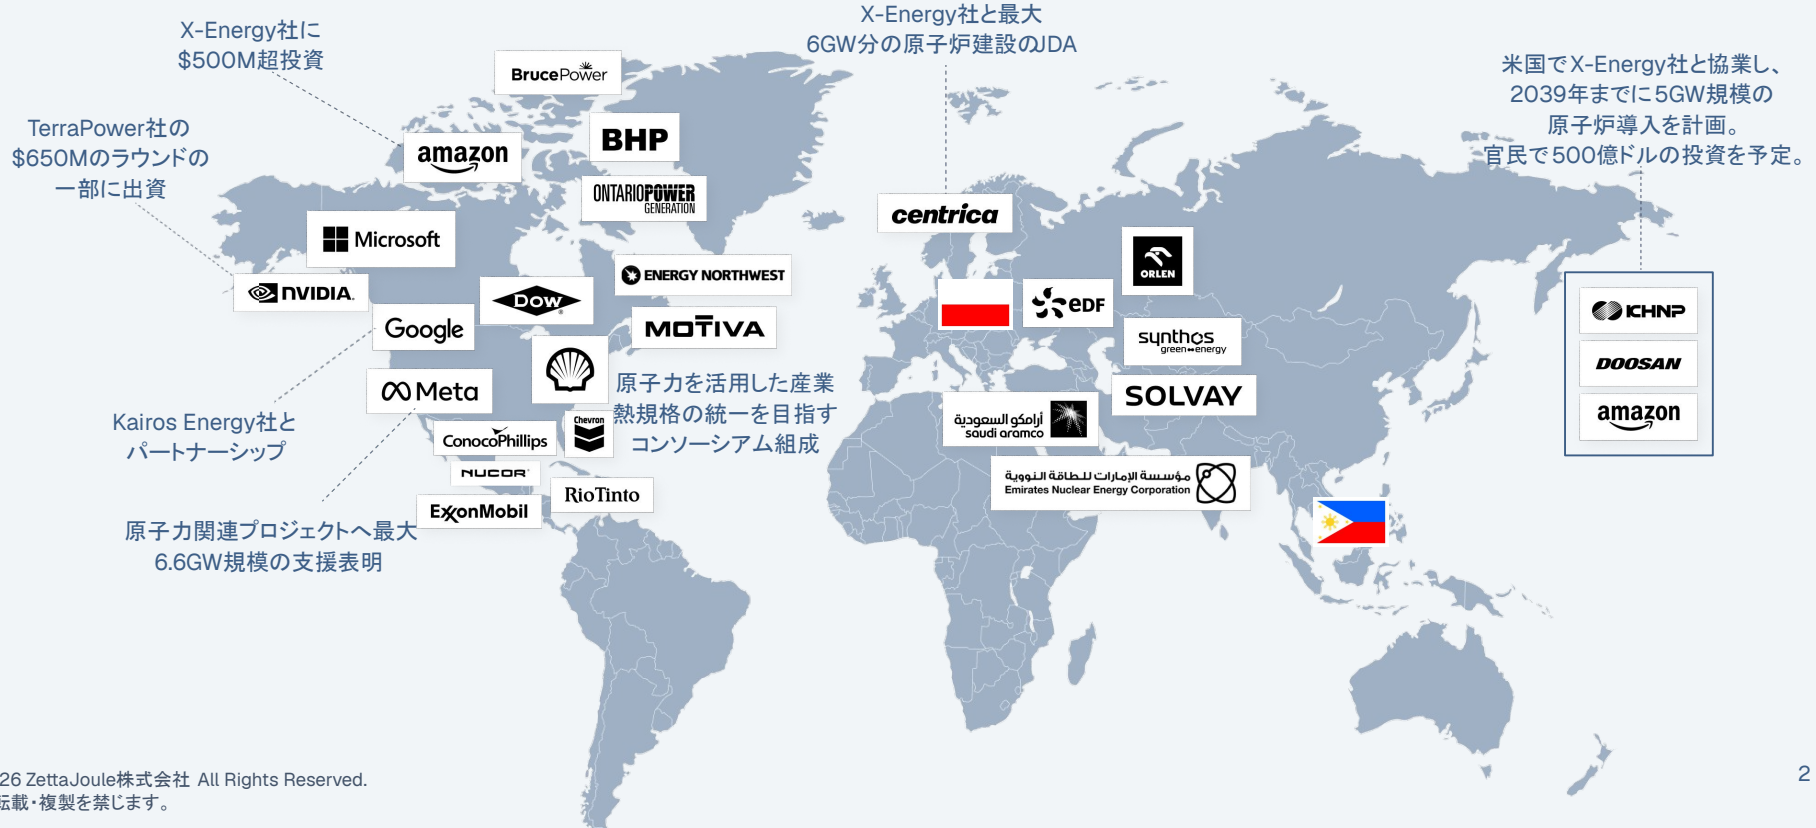 X-Energy社に
$500M超投資
X-Energy社と最大
6GW分の原子炉建設のJDA
米国でX-Energy社と協業し、
2039年までに5GW規模の
原子炉導入を計画。
官民で500億ドルの投資を予定。
TerraPower社の
$650Mのラウンドの
一部に出資
BrucePower
BHP
amazon
ONTARIOPOWER
GENERATION
Microsoft
centrica
ORLEN
ENERGY NORTHWEST
NVIDIA.
Dow
Google
MOTIVA
eDF
synthos
green energy
KHNP
DOOSAN
amazon
Meta
原子力を活用した産業
熱規格の統一を目指す
コンソーシアム組成
SOLVAY
أرامكو السعودية
saudi aramco
Chevron
ConocoPhillips
NUCOR
RioTinto
ExxonMobil
مؤسسة الإمارات للطاقة النووية
Emirates Nuclear Energy Corporation
Kairos Energy社と
パートナーシップ
原子力関連プロジェクトへ最大
6.6GW規模の支援表明
26 ZettaJoule株式会社 All Rights Reserved.
転載・複製を禁じます。
2